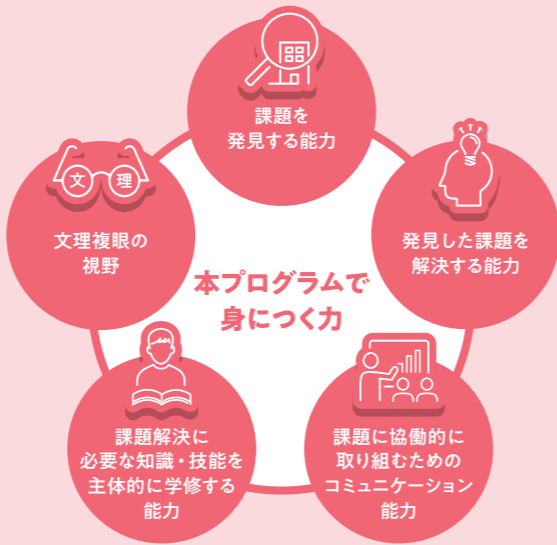 課題を
発見する能力
文 理
文理複眼の
視野
発見した課題を
解決する能力
本プログラムで
身につく力
課題解決に
必要な知識・技能を
主体的に学修する
能力
課題に協働的に
取り組むための
コミュニケーション
能力